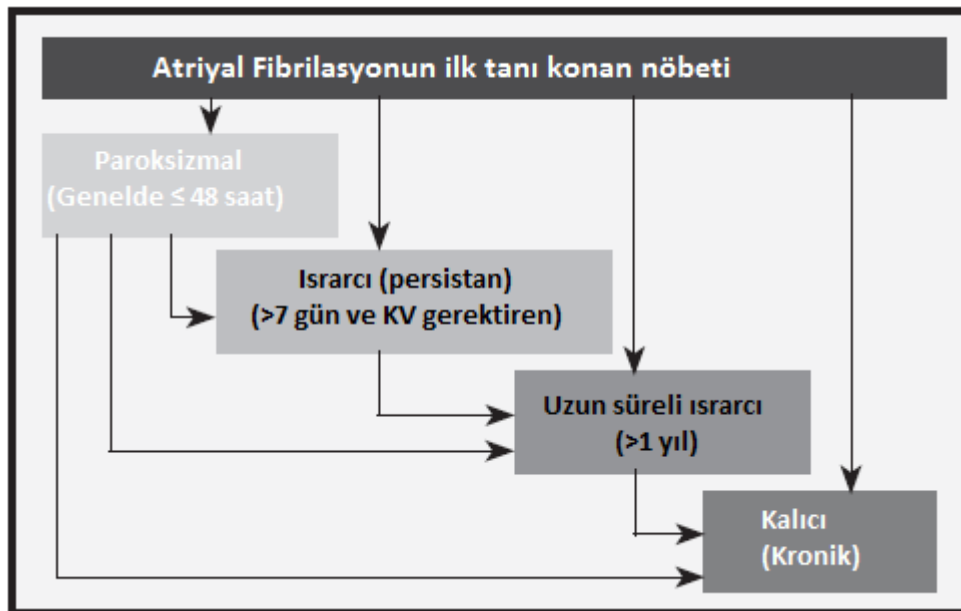 Atriyal Fibrilasyonun ilk tanı konan nöbeti
Paroksizmal
(Genelde ≤ 48 saat)
Israrcı (persistan)
(>7 gün ve KV gerektiren)
Uzun süreli ısrarcı
(>1 yıl)
Kalıcı
(Kronik)